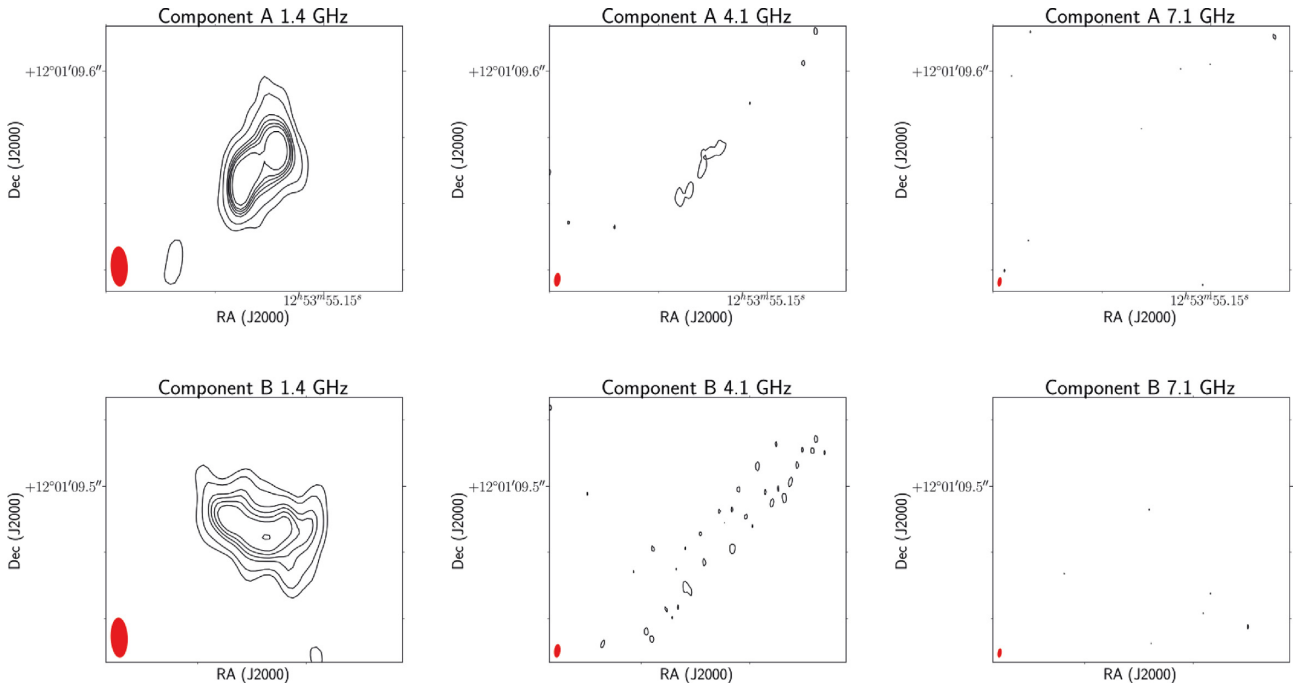 Component A 1.4 GHz
Component A 4.1 GHz
Component A 7.1 GHz
+12°01′09.6″
+12°01′09.6″
+12°01′09.6″
Dec (J2000)
Dec (J2000)
Dec (J2000)
12ʰ53ᵐ55.15ˢ
12ʰ53ᵐ55.15ˢ
12ʰ53ᵐ55.15ˢ
RA (J2000)
RA (J2000)
RA (J2000)
Component B 1.4 GHz
Component B 4.1 GHz
Component B 7.1 GHz
+12°01′09.5″
+12°01′09.5″
+12°01′09.5″
Dec (J2000)
Dec (J2000)
Dec (J2000)
RA (J2000)
RA (J2000)
RA (J2000)